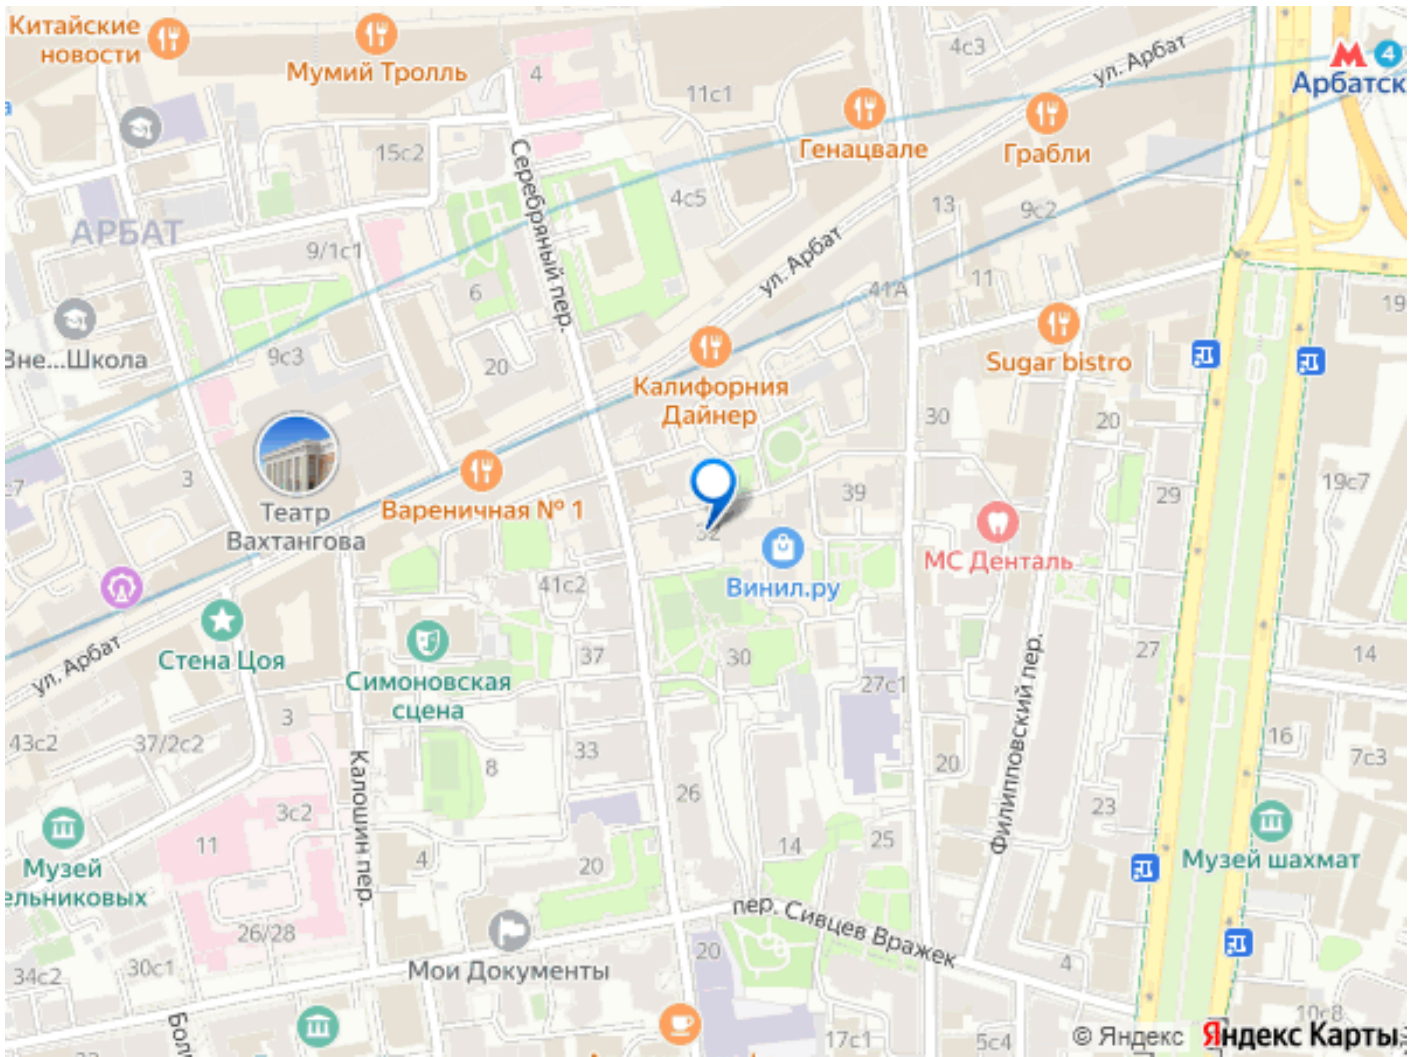 Китайские
новости
Мумий Тролль
4
4с3
ул. Арбат
М
4
Арбатск
11с1
Генацвале
Грабли
15с2
Серебряный пер.
4с5
13
9с2
АРБАТ
9/1с1
ул. Арбат
11
6
41А
19
Вне...Школа
9с3
20
Калифорния
Дайнер
Sugar bistro
30
20
3
Театр
Вахтангова
Вареничная № 1
39
29
19с7
32
Винил.ру
МС Денталь
41с2
ул. Арбат
Стена Цоя
Симоновская
сцена
37
30
27с1
Филипповский пер.
27
14
3
43с2
37/2с2
Калошин пер.
33
8
20
16
7с3
3с2
26
23
11
4
20
14
25
Музей
ельниковых
Музей шахмат
26/28
пер. Сивцев Вражек
34с2
30с1
Мои Документы
20
4
Бол
17с1
5с4
10с8
© Яндекс
Яндекс Карты